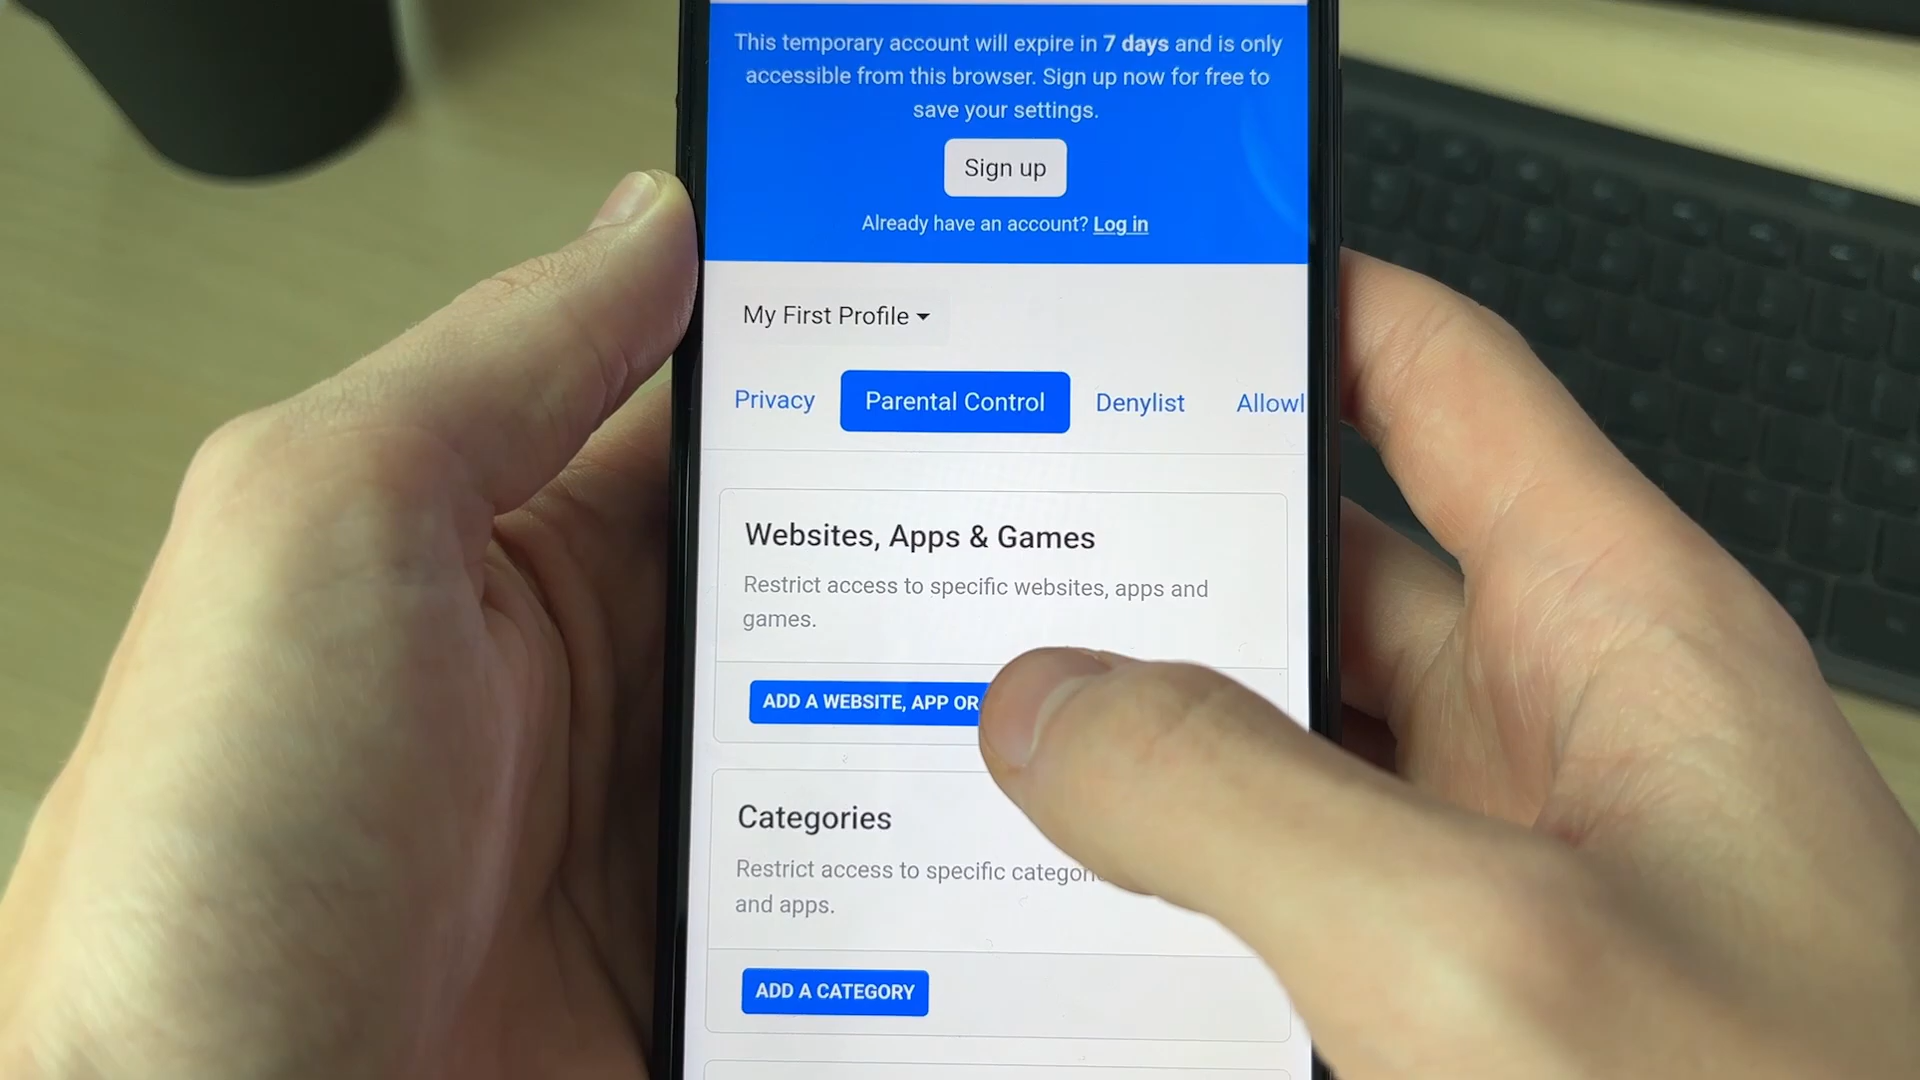 This temporary account will expire in 7 days and is only
accessible from this browser. Sign up now for free to
save your settings.
Sign up
Already have an account? Log in
My First Profile
Privacy Parental Control Denylist Allowl
Websites, Apps & Games
Restrict access to specific websites, apps and
games.
ADD A WEBSITE, APP OR
Categories
Restrict access to specific categor
and apps.
ADD A CATEGORY